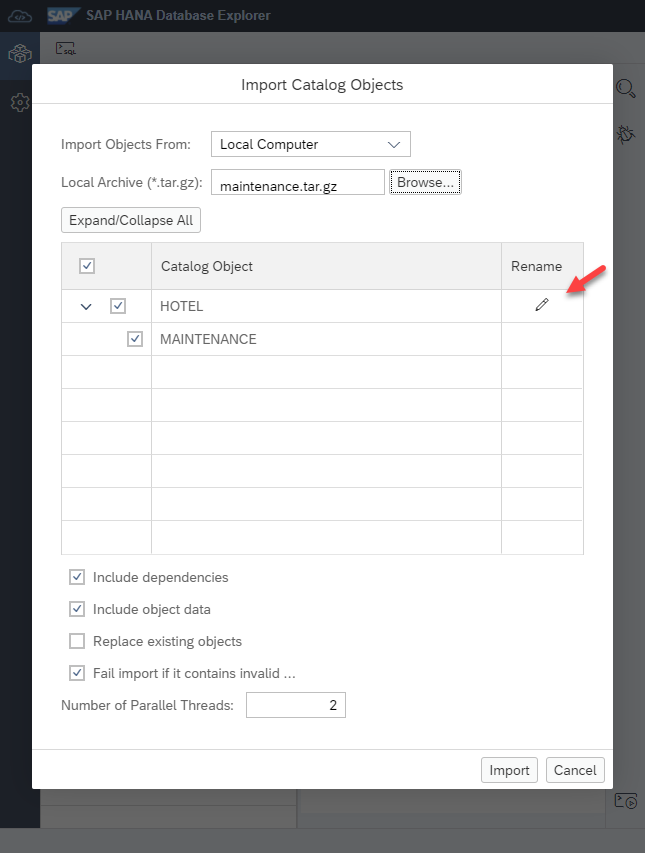 SAP SAP HANA Database Explorer
SQL
Import Catalog Objects
Import Objects From: Local Computer
Local Archive (*.tar.gz): maintenance.tar.gz Browse...
Expand/Collapse All
Catalog Object Rename
HOTEL
MAINTENANCE
Include dependencies
Include object data
Replace existing objects
Fail import if it contains invalid ...
Number of Parallel Threads: 2
Import Cancel